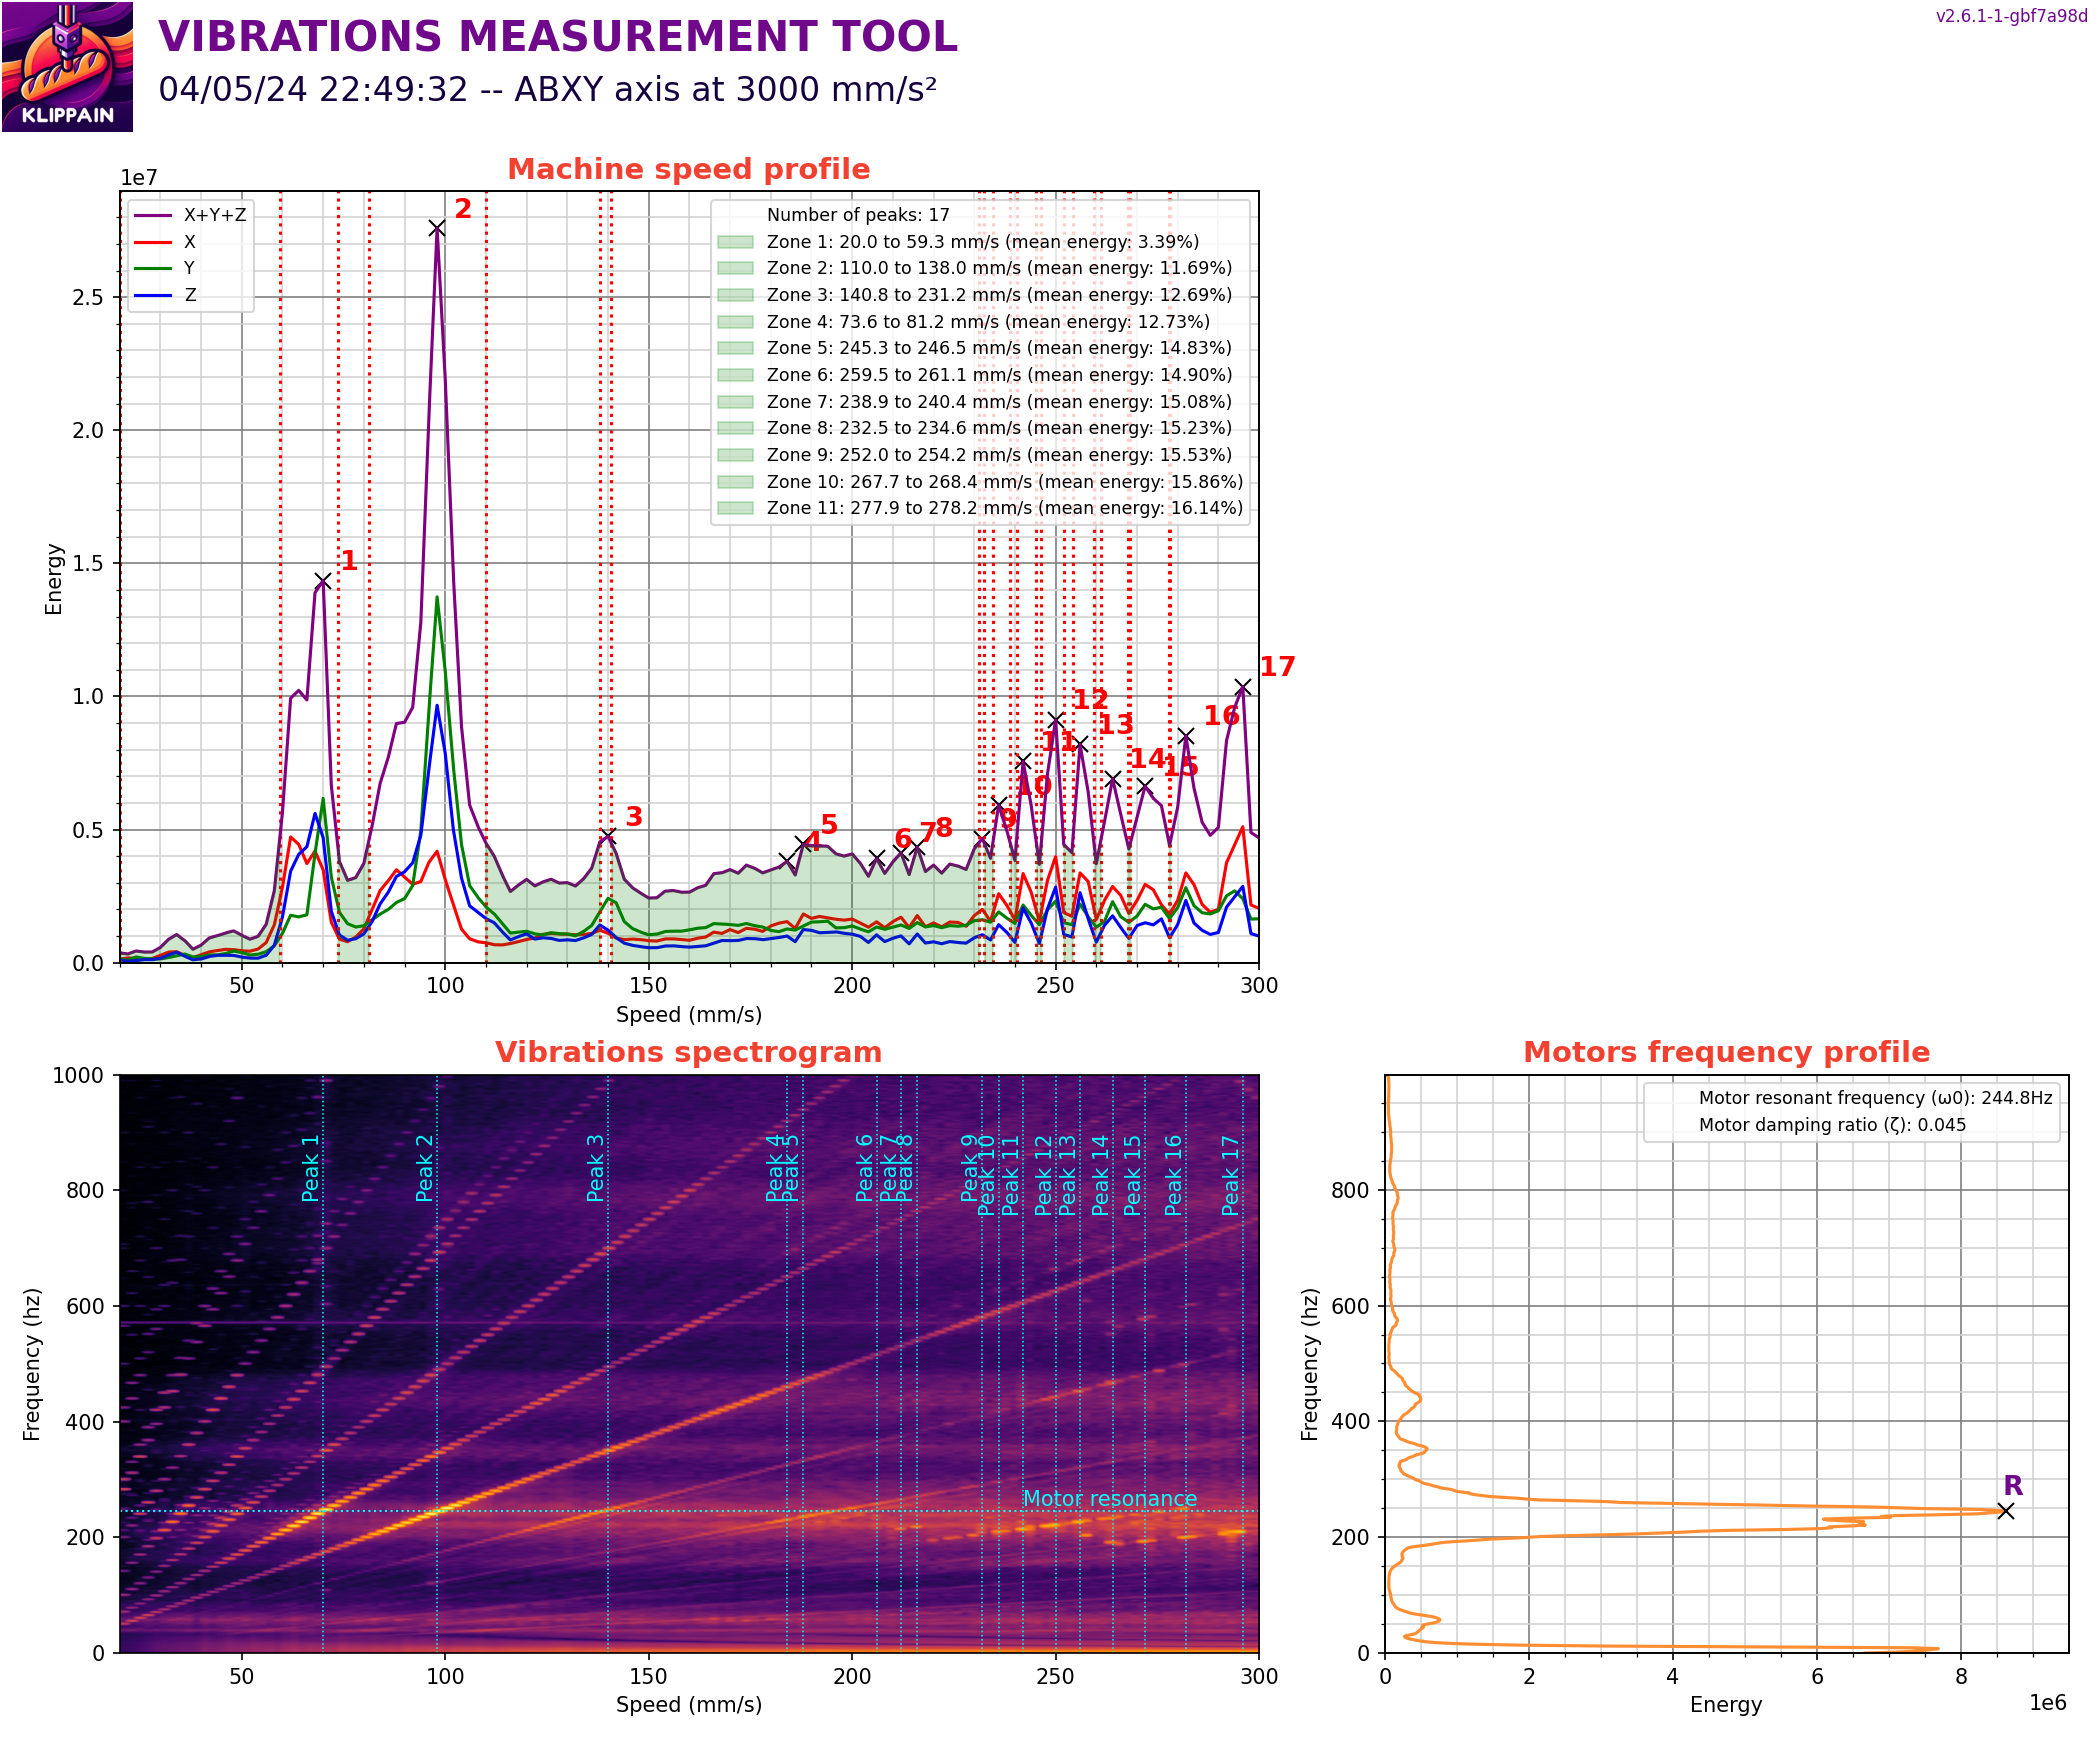 v2.6.1-1-gbf7a98d
VIBRATIONS MEASUREMENT TOOL
04/05/24 22:49:32 -- ABXY axis at 3000 mm/s²
KLIPPAIN
Machine speed profile
1e7
X+Y+Z
X
Y
Z
Number of peaks: 17
Zone 1: 20.0 to 59.3 mm/s (mean energy: 3.39%)
Zone 2: 110.0 to 138.0 mm/s (mean energy: 11.69%)
Zone 3: 140.8 to 231.2 mm/s (mean energy: 12.69%)
Zone 4: 73.6 to 81.2 mm/s (mean energy: 12.73%)
Zone 5: 245.3 to 246.5 mm/s (mean energy: 14.83%)
Zone 6: 259.5 to 261.1 mm/s (mean energy: 14.90%)
Zone 7: 238.9 to 240.4 mm/s (mean energy: 15.08%)
Zone 8: 232.5 to 234.6 mm/s (mean energy: 15.23%)
Zone 9: 252.0 to 254.2 mm/s (mean energy: 15.53%)
Zone 10: 267.7 to 268.4 mm/s (mean energy: 15.86%)
Zone 11: 277.9 to 278.2 mm/s (mean energy: 16.14%)
2.5
2.0
1.5
1.0
0.5
0.0
Energy
1
2
3
4
5
6
7
8
9
10
11
12
13
14
15
16
17
50
100
150
200
250
300
Speed (mm/s)
Vibrations spectrogram
1000
800
600
400
200
0
Frequency (hz)
Peak 1
Peak 2
Peak 3
Peak 4
Peak 5
Peak 6
Peak 7
Peak 8
Peak 9
Peak 10
Peak 11
Peak 12
Peak 13
Peak 14
Peak 15
Peak 16
Peak 17
Motor resonance
50
100
150
200
250
300
Speed (mm/s)
Motors frequency profile
Motor resonant frequency (ω0): 244.8Hz
Motor damping ratio (ζ): 0.045
R
800
600
400
200
0
Frequency (hz)
0
2
4
6
8
Energy
1e6